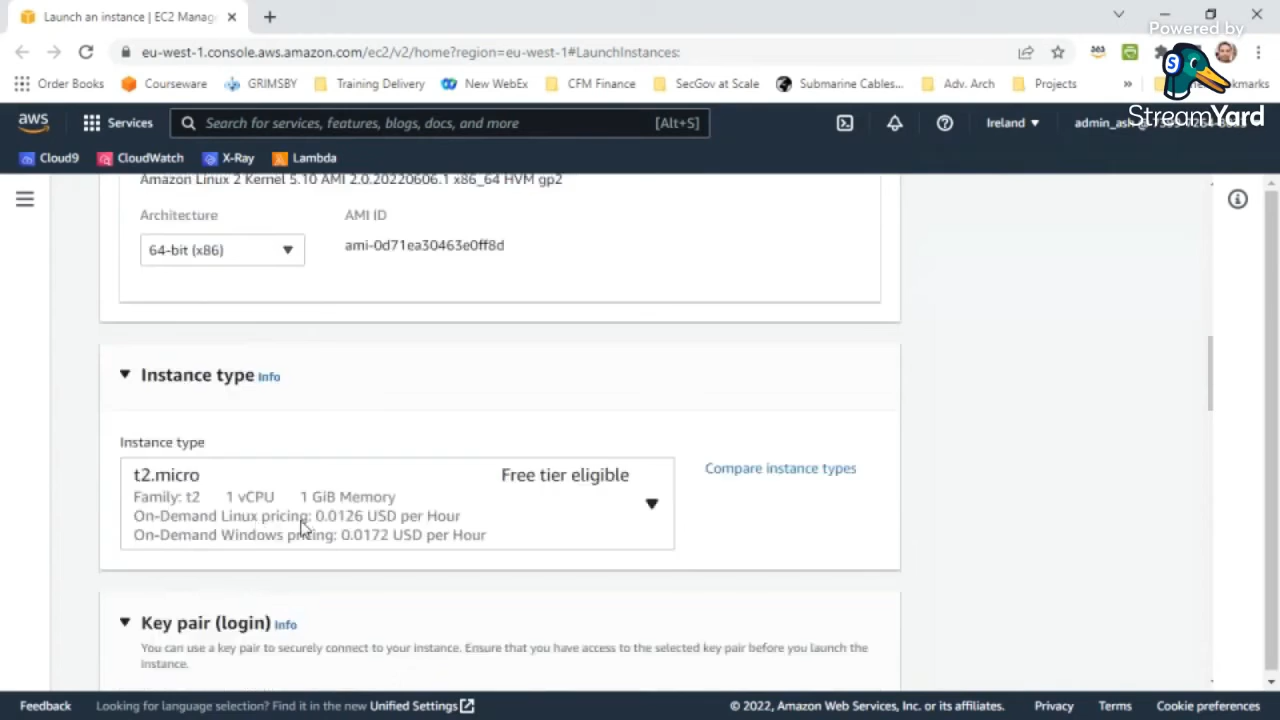 Launch an instance | EC2 Manag
Powered by
eu-west-1.console.aws.amazon.com/ec2/v2/home?region=eu-west-1#LaunchInstances:
Order Books
Courseware
GRIMSBY
Training Delivery
New WebEx
CFM Finance
SecGov at Scale
Submarine Cables...
Adv. Arch
Projects
»
StreamYard
aws
Services
Search for services, features, blogs, docs, and more
[Alt+S]
Ireland
Cloud9
CloudWatch
X-Ray
Lambda
Amazon Linux 2 Kernel 5.10 AMI 2.0.20220606.1 x86_64 HVM gp2
Architecture
AMI ID
64-bit (x86)
ami-0d71ea30463e0ff8d
Instance type Info
Instance type
t2.micro
Free tier eligible
Family: t2 1 vCPU 1 GiB Memory
On-Demand Linux pricing: 0.0126 USD per Hour
On-Demand Windows pricing: 0.0172 USD per Hour
Compare instance types
Key pair (login) Info
You can use a key pair to securely connect to your instance. Ensure that you have access to the selected key pair before you launch the
instance.
Feedback
Looking for language selection? Find it in the new Unified Settings
© 2022, Amazon Web Services, Inc. or its affiliates.
Privacy
Terms
Cookie preferences